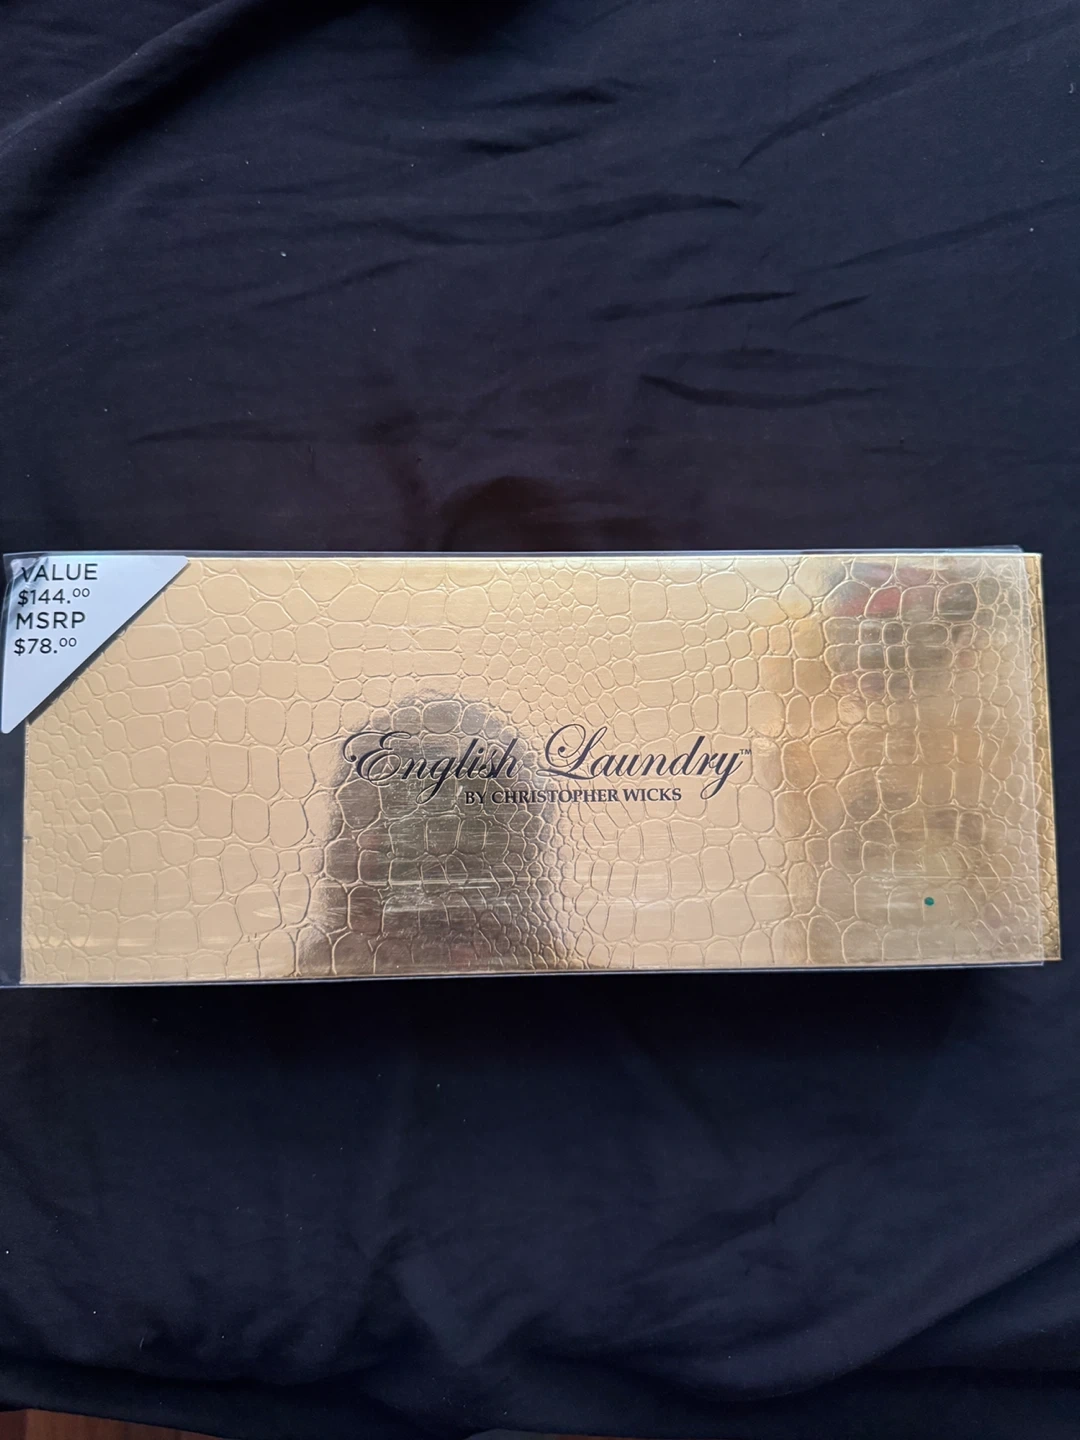 VALUE
$144.00
MSRP
$78.00
English Laundry™
BY CHRISTOPHER WICKS